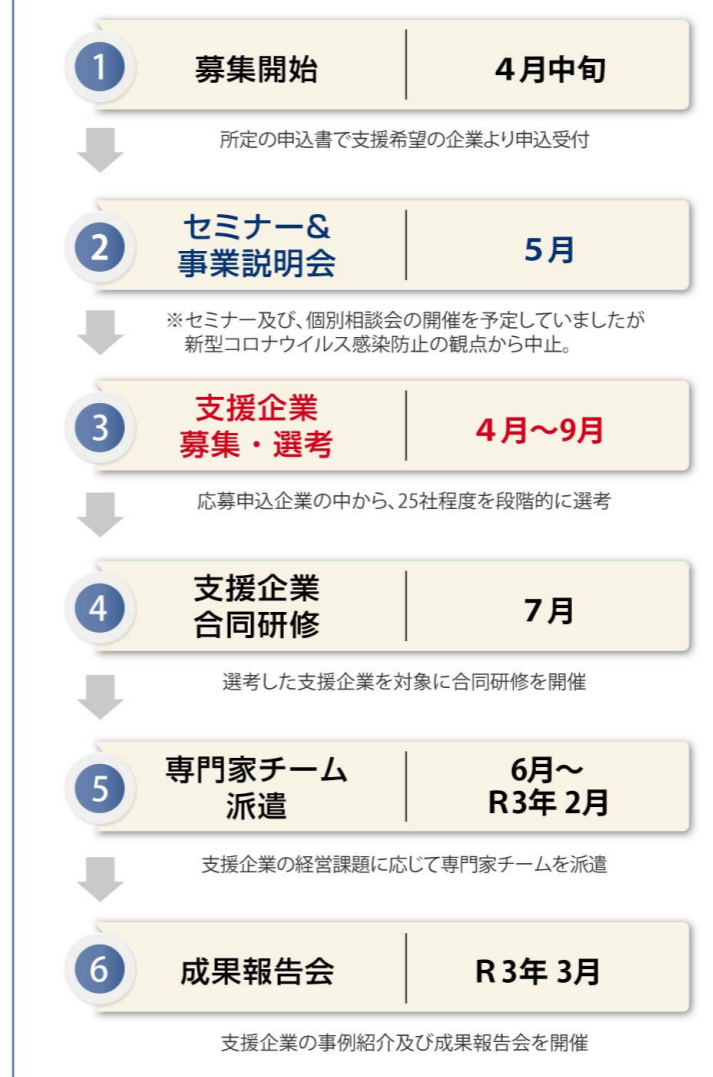 1 募集開始 4月中旬
所定の申込書で支援希望の企業より申込受付
2 セミナー& 5月
事業説明会
※セミナー及び、個別相談会の開催を予定していましたが
新型コロナウイルス感染防止の観点から中止。
3 支援企業 4月〜9月
募集・選考
応募申込企業の中から、25社程度を段階的に選考
4 支援企業 7月
合同研修
選考した支援企業を対象に合同研修を開催
5 専門家チーム 6月〜
派遣 R3年 2月
支援企業の経営課題に応じて専門家チームを派遣
6 成果報告会 R3年 3月
支援企業の事例紹介及び成果報告会を開催